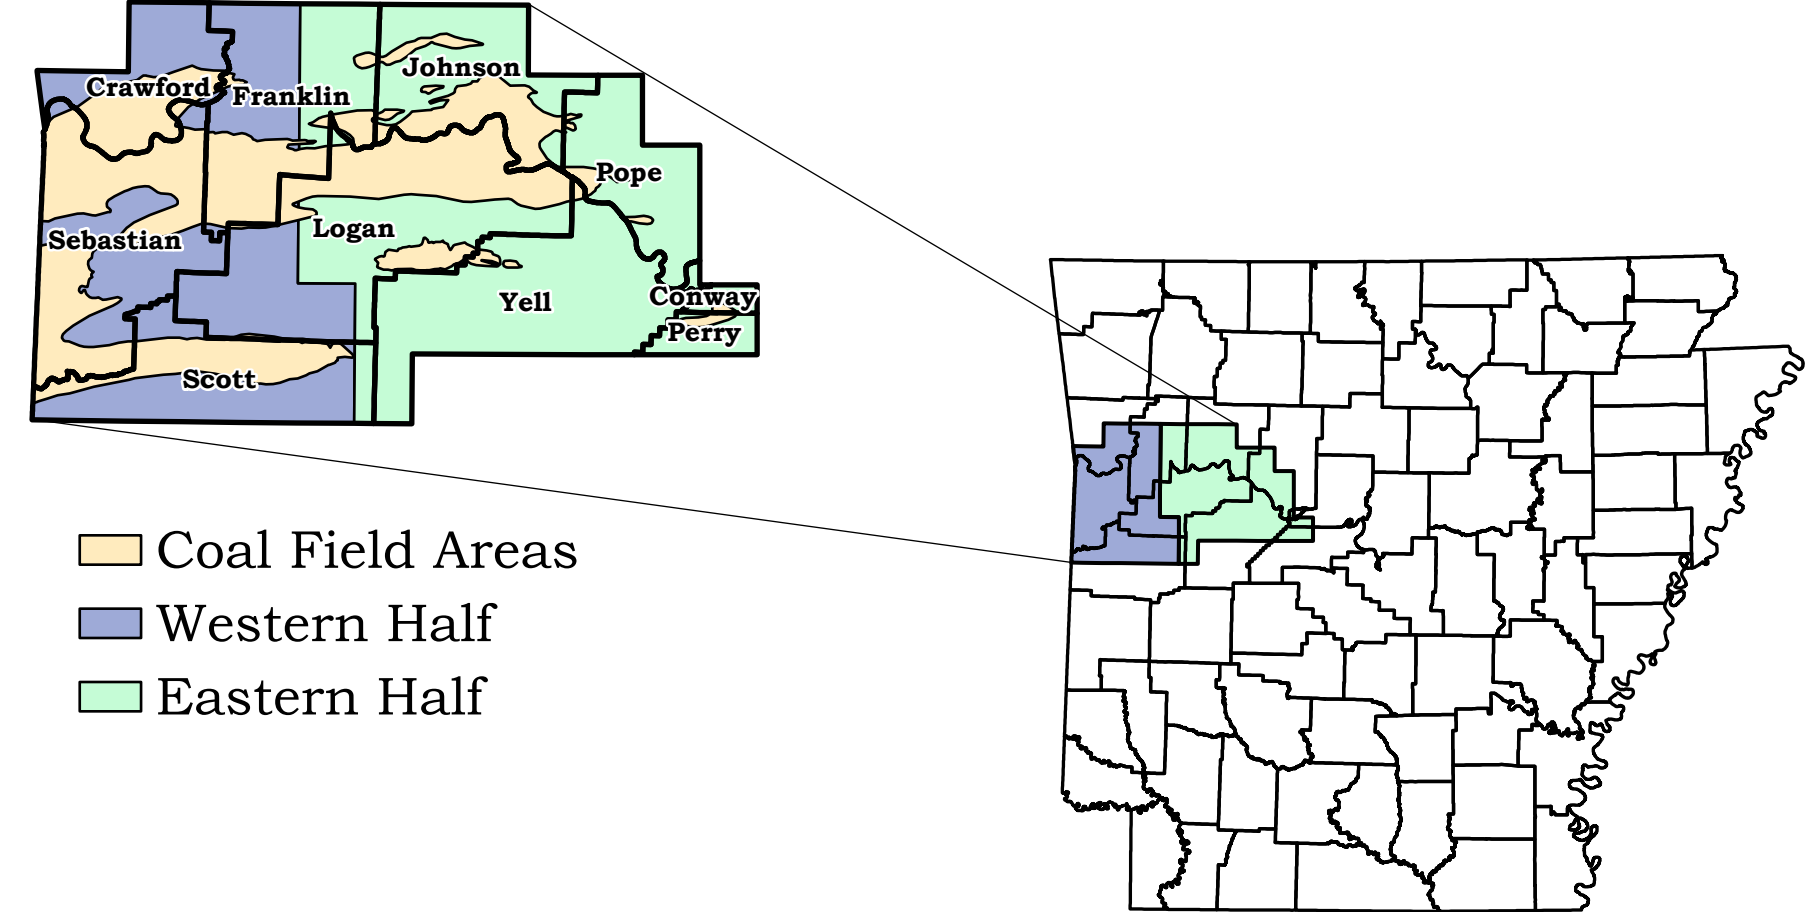 Johnson
Crawford
Franklin
Pope
Logan
Sebastian
Conway
Yell
Perry
Scott
Coal Field Areas
Western Half
Eastern Half